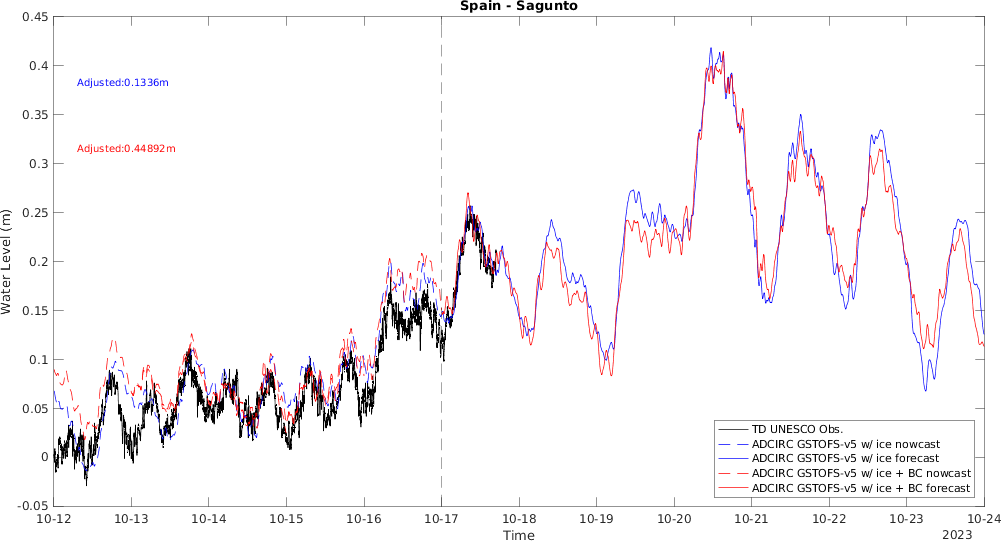 Spain - Sagunto
0.45
0.4
0.35
0.3
0.25
0.2
0.15
0.1
0.05
0
-0.05
Water Level (m)
Adjusted:0.1336m
Adjusted:0.44892m
TD UNESCO Obs.
ADCIRC GSTOFS-v5 w/ ice nowcast
ADCIRC GSTOFS-v5 w/ ice forecast
ADCIRC GSTOFS-v5 w/ ice + BC nowcast
ADCIRC GSTOFS-v5 w/ ice + BC forecast
10-12 10-13 10-14 10-15 10-16 10-17 10-18 10-19 10-20 10-21 10-22 10-23 10-24
Time
2023